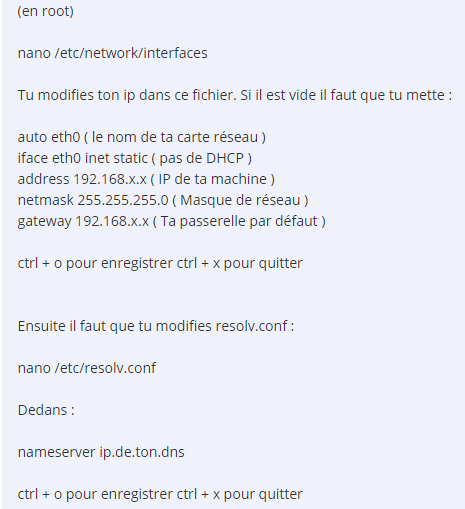 (en root)
nano /etc/network/interfaces
Tu modifies ton ip dans ce fichier. Si il est vide il faut que tu mette :
auto eth0 ( le nom de ta carte réseau )
iface eth0 inet static ( pas de DHCP )
address 192.168.x.x ( IP de ta machine )
netmask 255.255.255.0 ( Masque de réseau )
gateway 192.168.x.x ( Ta passerelle par défaut )
ctrl + o pour enregistrer ctrl + x pour quitter
Ensuite il faut que tu modifies resolv.conf :
nano /etc/resolv.conf
Dedans :
nameserver ip.de.ton.dns
ctrl + o pour enregistrer ctrl + x pour quitter